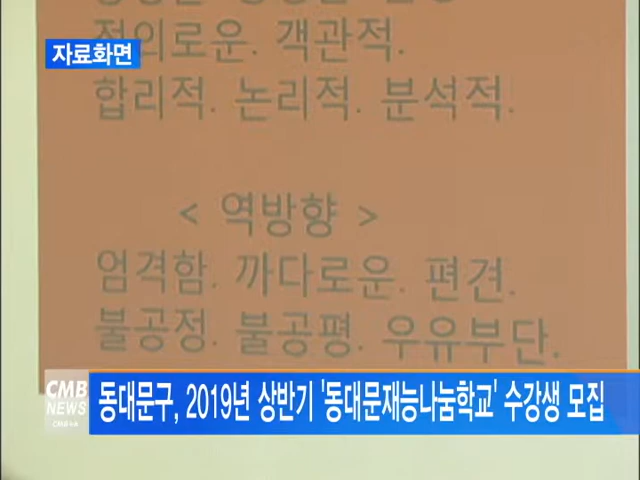 자료화면
정의로운. 객관적.
합리적. 논리적. 분석적.
< 역방향 >
엄격함. 까다로운. 편견.
불공정. 불공평. 우유부단.
CMB
NEWS
동대문구, 2019년 상반기 '동대문재능나눔학교' 수강생 모집